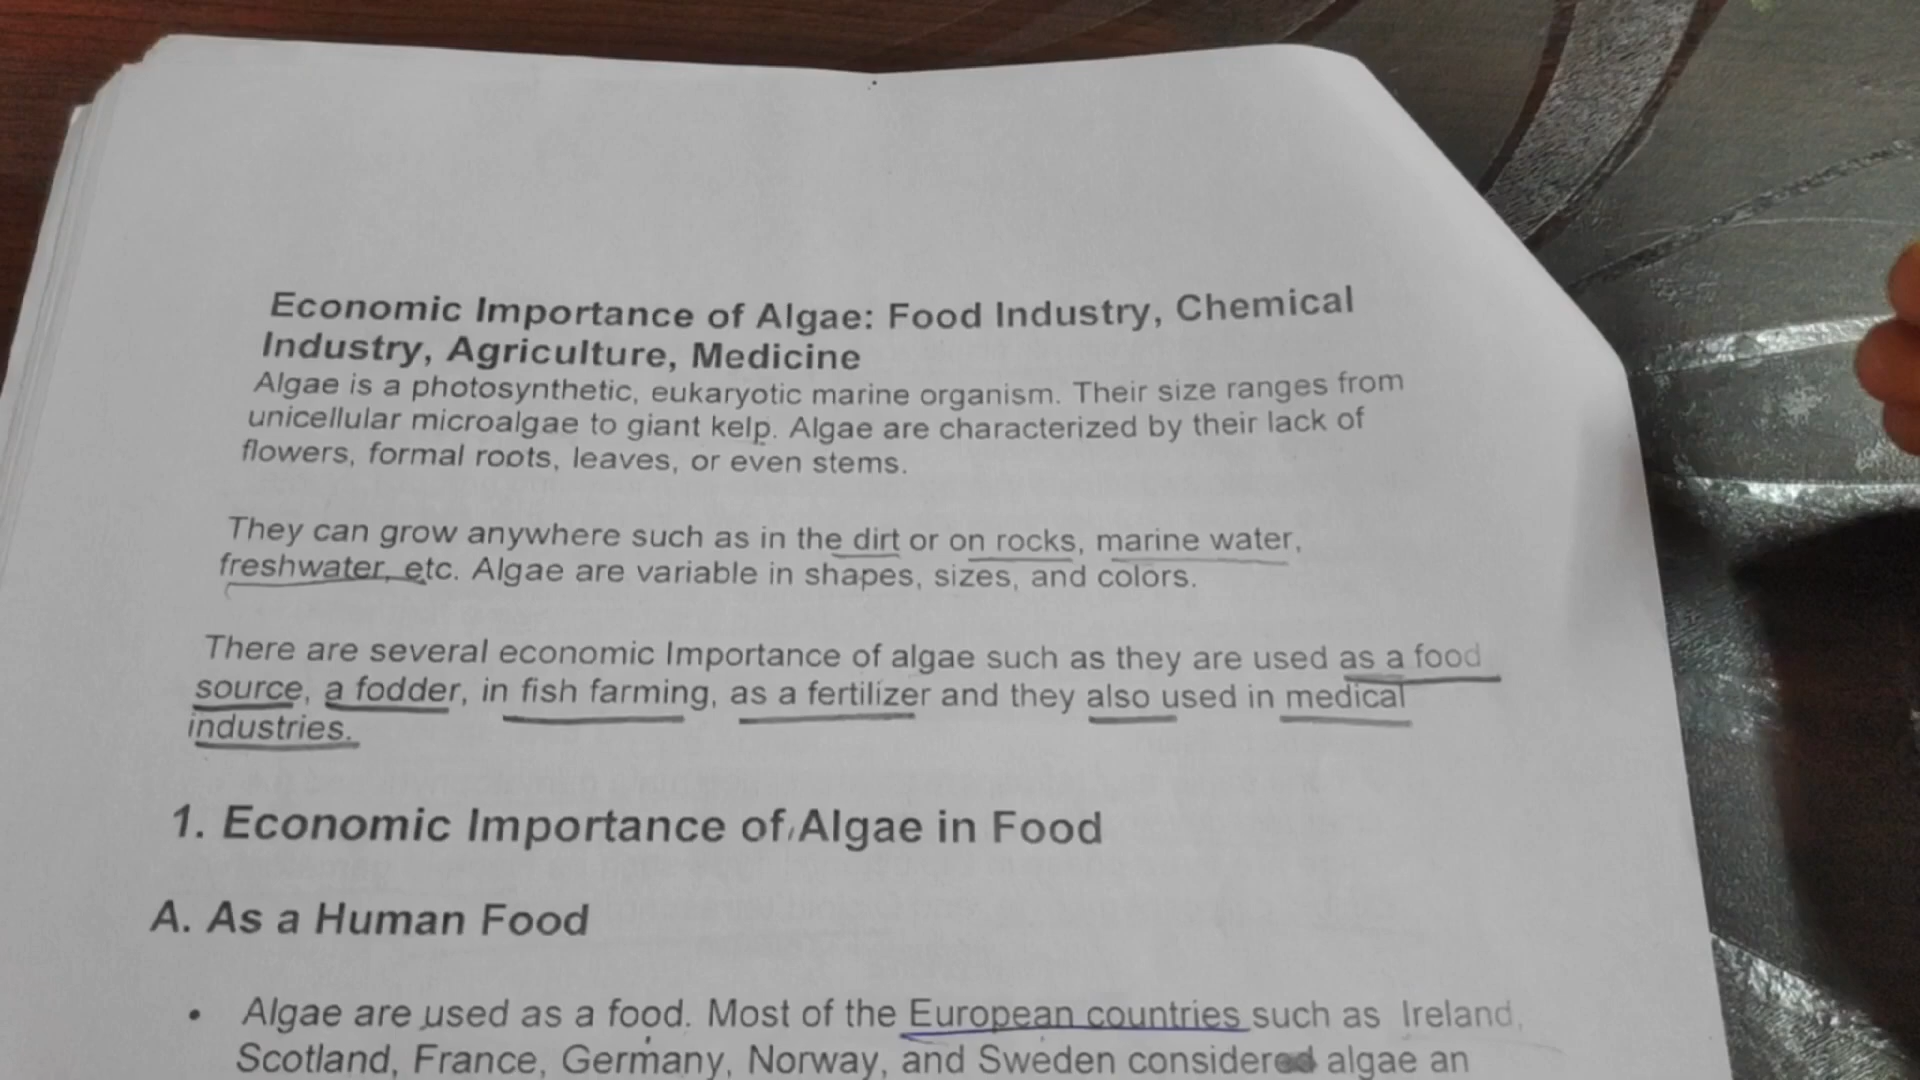 Economic Importance of Algae: Food Industry, Chemical
Industry, Agriculture, Medicine
Algae is a photosynthetic, eukaryotic marine organism. Their size ranges from
unicellular microalgae to giant kelp. Algae are characterized by their lack of
flowers, formal roots, leaves, or even stems.
They can grow anywhere such as in the dirt or on rocks, marine water,
freshwater, etc. Algae are variable in shapes, sizes, and colors.
There are several economic Importance of algae such as they are used as a food
source, a fodder, in fish farming, as a fertilizer and they also used in medical
industries.
1. Economic Importance of Algae in Food
A. As a Human Food
• Algae are used as a food. Most of the European countries such as Ireland,
Scotland, France, Germany, Norway, and Sweden considered algae an